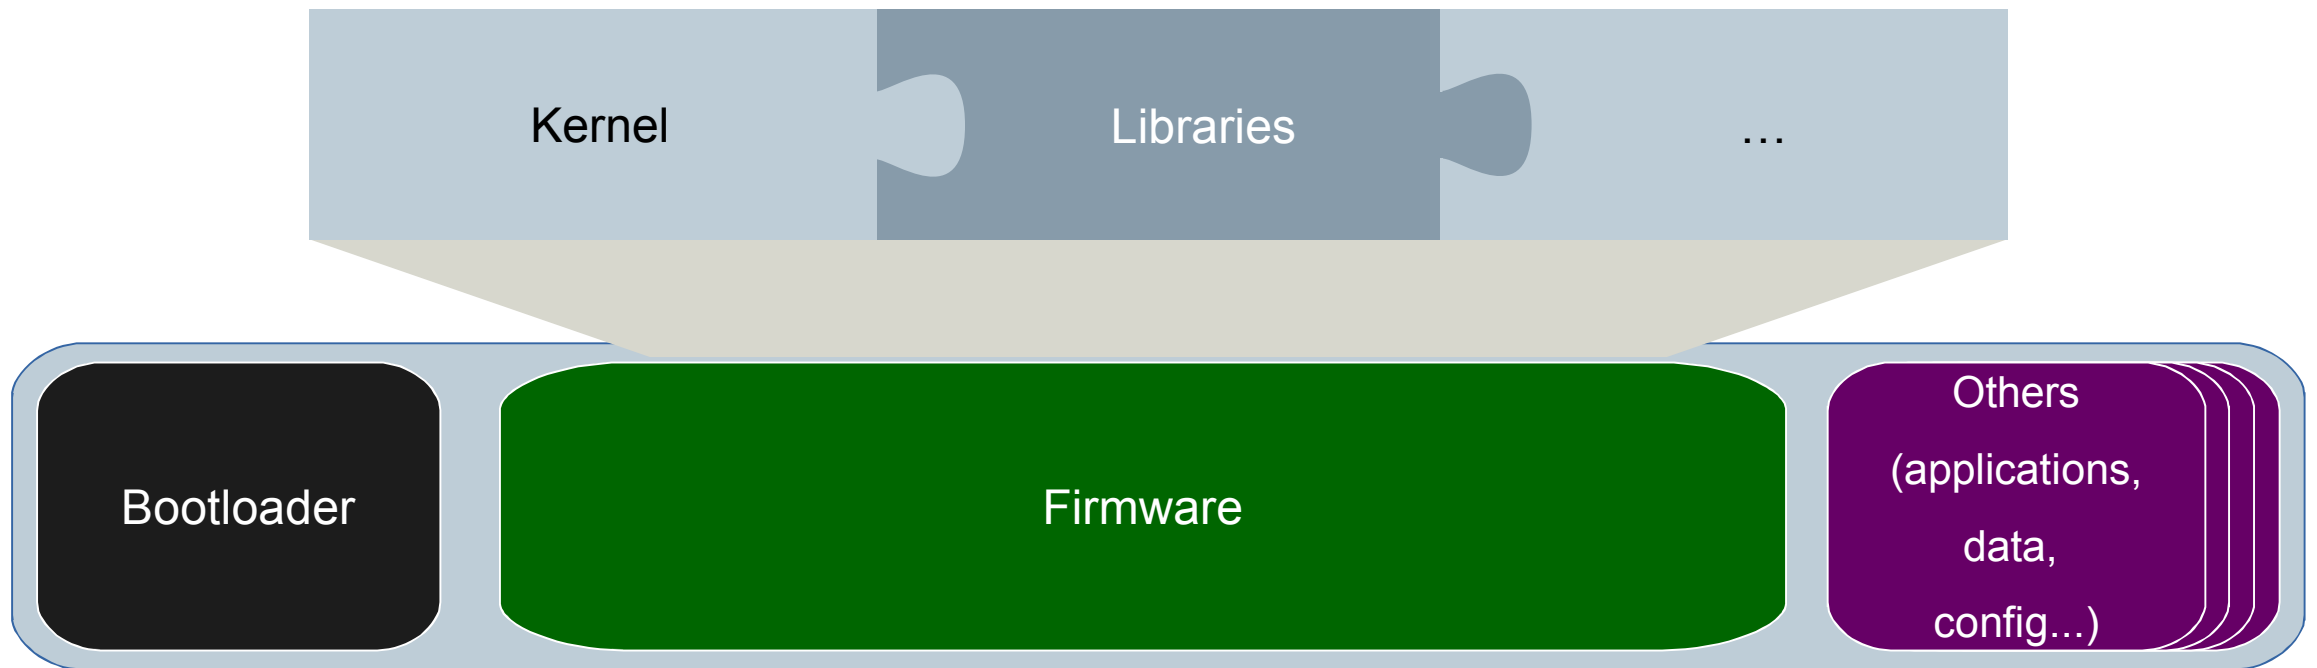 Kernel
Libraries
…
Bootloader
Firmware
Others
(applications,
data,
config...)